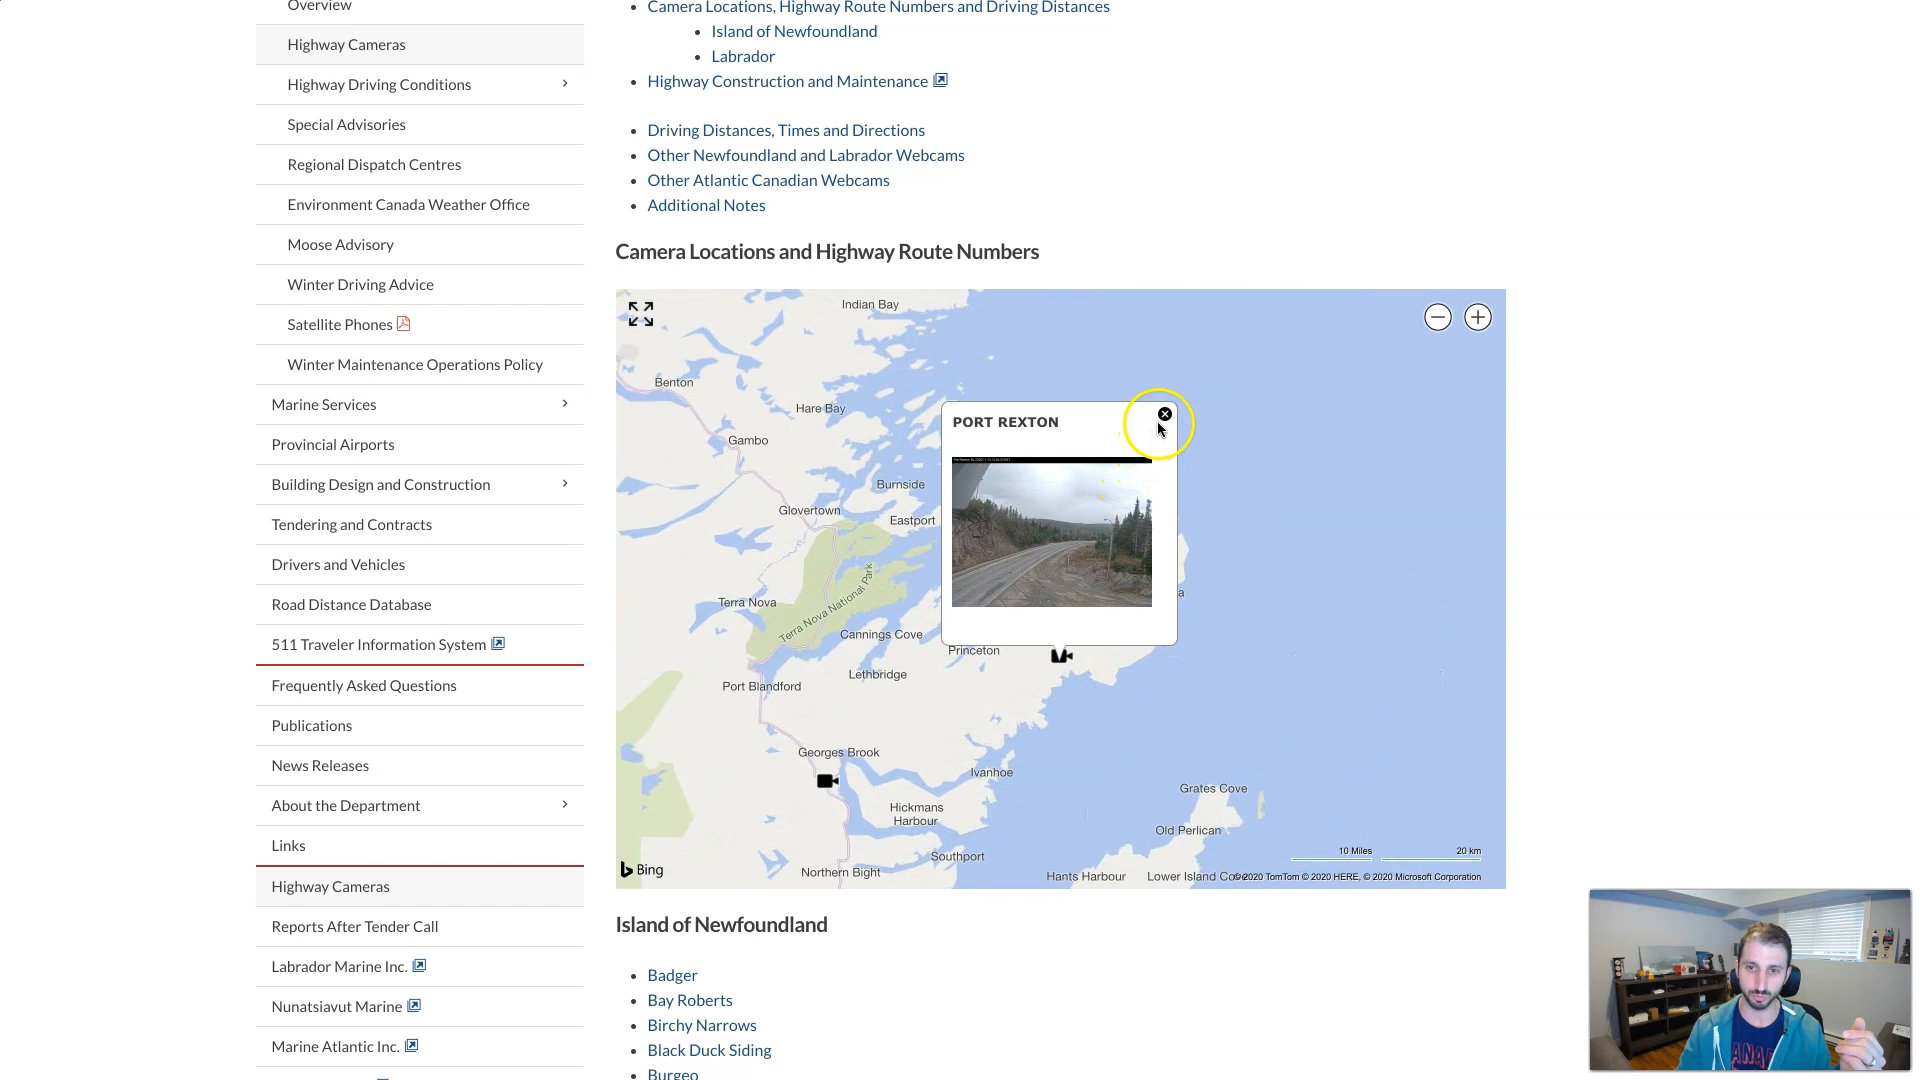 Overview
Highway Cameras
Highway Driving Conditions
Special Advisories
Regional Dispatch Centres
Environment Canada Weather Office
Moose Advisory
Winter Driving Advice
Satellite Phones
Winter Maintenance Operations Policy
Marine Services
Provincial Airports
Building Design and Construction
Tendering and Contracts
Drivers and Vehicles
Road Distance Database
511 Traveler Information System
Frequently Asked Questions
Publications
News Releases
About the Department
Links
Highway Cameras
Reports After Tender Call
Labrador Marine Inc.
Nunatsiavut Marine
Marine Atlantic Inc.
Camera Locations, Highway Route Numbers and Driving Distances
Island of Newfoundland
Labrador
Highway Construction and Maintenance
Driving Distances, Times and Directions
Other Newfoundland and Labrador Webcams
Other Atlantic Canadian Webcams
Additional Notes
Camera Locations and Highway Route Numbers
Indian Bay
Benton
Hare Bay
PORT REXTON
Gambo
Burnside
Glovertown
Eastport
Terra Nova
Terra Nova National Park
a
Cannings Cove
Princeton
Lethbridge
Port Blandford
Georges Brook
Ivanhoe
Grates Cove
Hickmans
Harbour
Old Perlican
Southport
10 Miles
20 km
Bing
Northern Bight
Hants Harbour
Lower Island Cove
© 2020 TomTom © 2020 HERE, © 2020 Microsoft Corporation
Island of Newfoundland
Badger
Bay Roberts
Birchy Narrows
Black Duck Siding
Burgeo